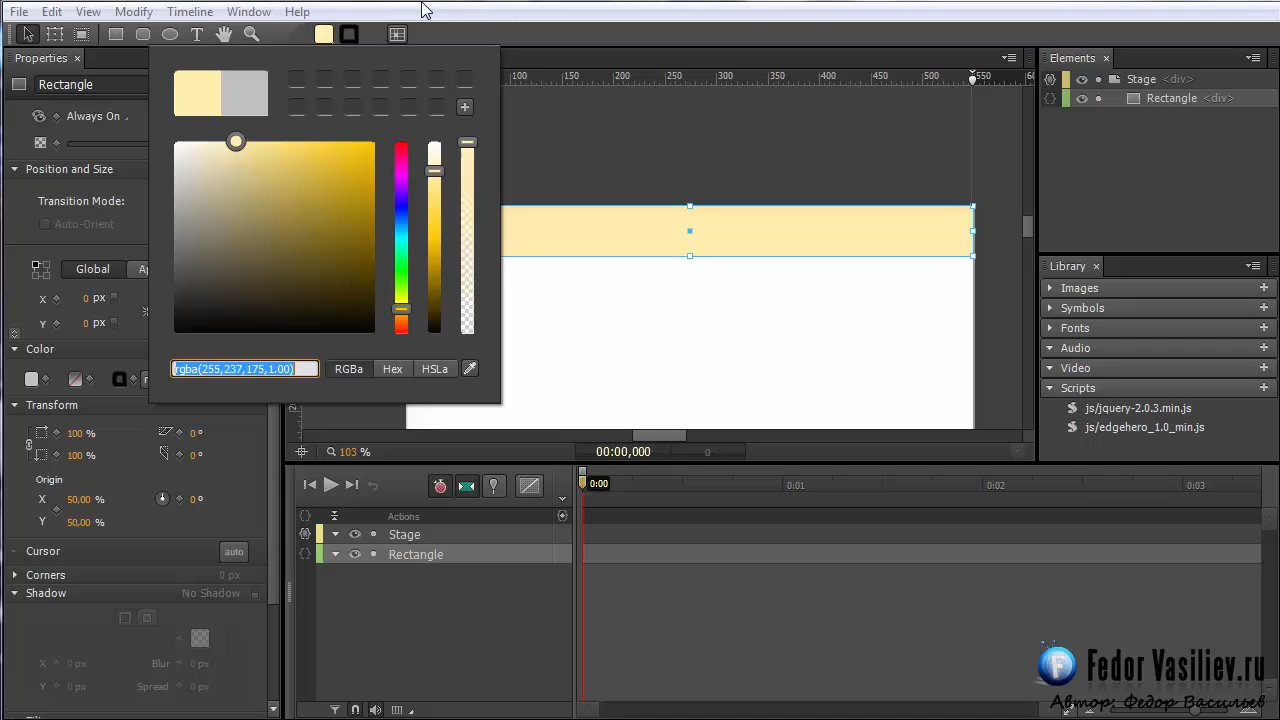 File Edit View Modify Timeline Window Help
Properties ×
Rectangle
Always On
Position and Size
Transition Mode:
Auto-Orient
Global
X 0 px
Y 0 px
Color
Transform
100 % 0 °
100 % 0 °
Origin
X 50,00 % 0 °
Y 50,00 %
Cursor auto
Corners 0 px
Shadow No Shadow
X 0 px Blur 0 px
Y 0 px Spread 0 px
rgba(255,237,175,1.00)
RGBa Hex HSLa
100 150 200 250 300 350 400 450 500 550
103 %
00:00,000 0
0:00 0:01 0:02 0:03
Actions
Stage
Rectangle
Elements ×
Stage <div>
Rectangle <div>
Library ×
Images +
Symbols +
Fonts +
Audio +
Video +
Scripts +
js/jquery-2.0.3.min.js
js/edgehero_1.0_min.js
Fedor Vasiliev.ru
Автор: Федор Васильев